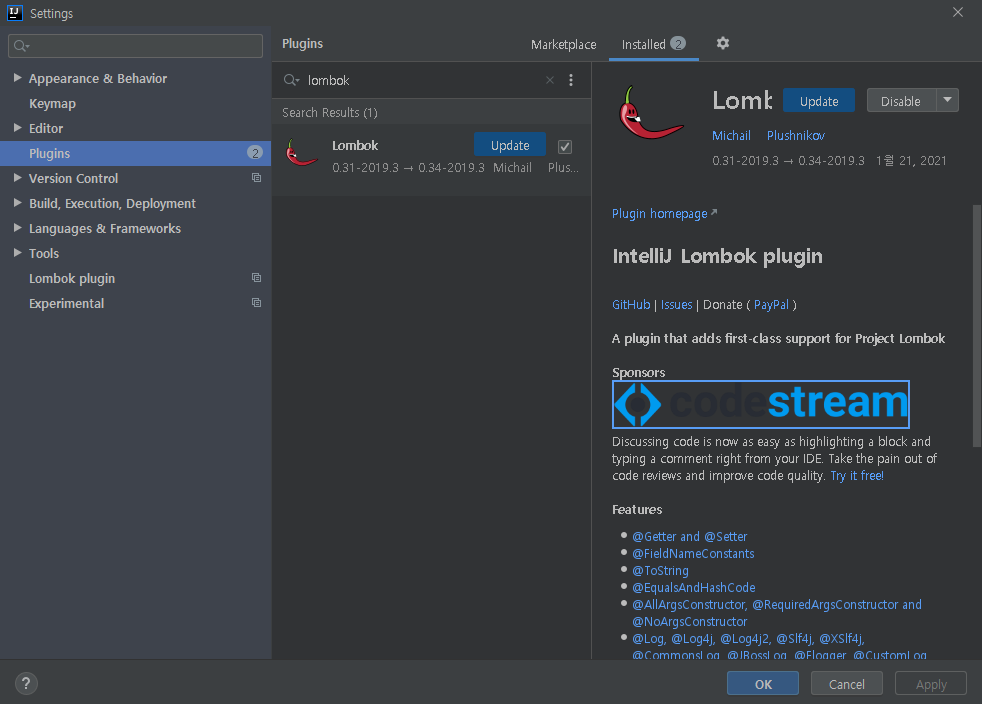 IJ Settings
Plugins
Marketplace Installed 2
lombok
Appearance & Behavior
Keymap
Editor
Plugins 2
Version Control
Build, Execution, Deployment
Languages & Frameworks
Tools
Lombok plugin
Experimental
Search Results (1)
Lombok Update
0.31-2019.3 → 0.34-2019.3 Michail Plus...
Lomb Update Disable
Michail Plushnikov
0.31-2019.3 → 0.34-2019.3 1월 21, 2021
Plugin homepage
IntelliJ Lombok plugin
GitHub | Issues | Donate ( PayPal )
A plugin that adds first-class support for Project Lombok
Sponsors
codestream
Discussing code is now as easy as highlighting a block and
typing a comment right from your IDE. Take the pain out of
code reviews and improve code quality. Try it free!
Features
@Getter and @Setter
@FieldNameConstants
@ToString
@EqualsAndHashCode
@AllArgsConstructor, @RequiredArgsConstructor and
@NoArgsConstructor
@Log, @Log4j, @Log4j2, @Slf4j, @XSlf4j,
@CommonsLog, @JBossLog, @Flogger, @CustomLog
? OK Cancel Apply